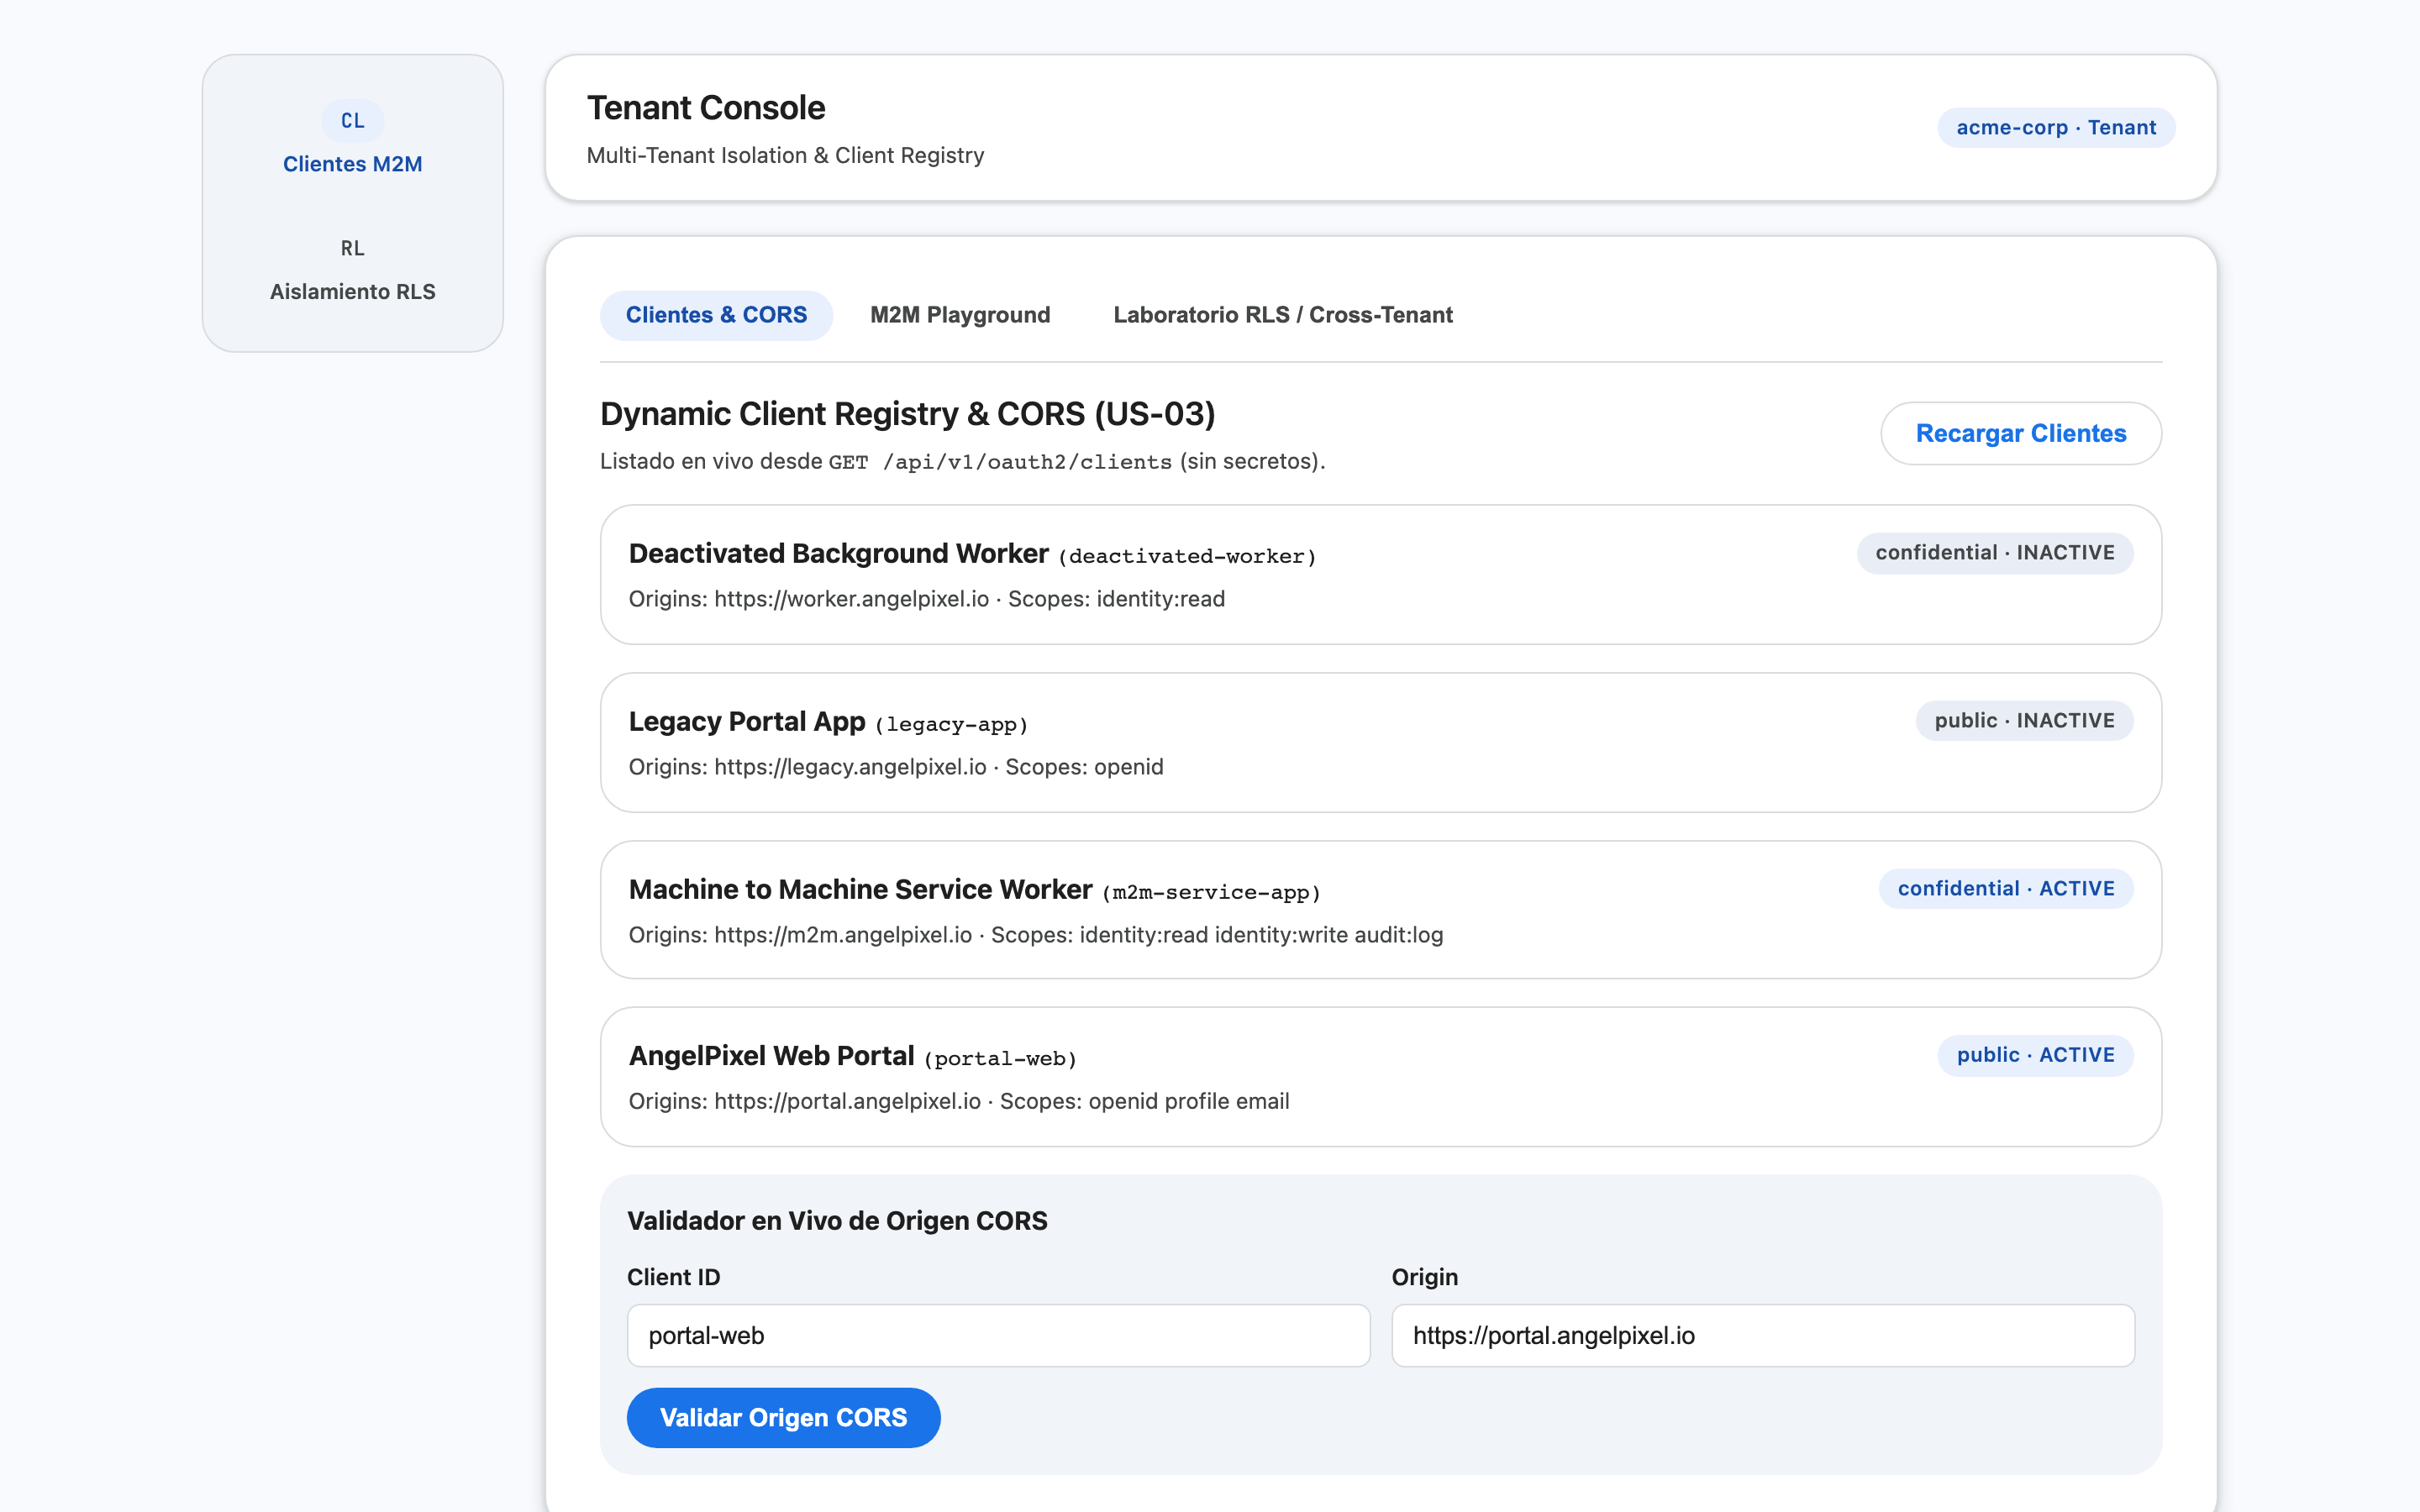 CL
Clientes M2M
RL
Aislamiento RLS
Tenant Console
Multi-Tenant Isolation & Client Registry
acme-corp · Tenant
Clientes & CORS
M2M Playground
Laboratorio RLS / Cross-Tenant
Dynamic Client Registry & CORS (US-03)
Listado en vivo desde GET /api/v1/oauth2/clients (sin secretos).
Recargar Clientes
Deactivated Background Worker (deactivated-worker)
confidential · INACTIVE
Origins: https://worker.angelpixel.io · Scopes: identity:read
Legacy Portal App (legacy-app)
public · INACTIVE
Origins: https://legacy.angelpixel.io · Scopes: openid
Machine to Machine Service Worker (m2m-service-app)
confidential · ACTIVE
Origins: https://m2m.angelpixel.io · Scopes: identity:read identity:write audit:log
AngelPixel Web Portal (portal-web)
public · ACTIVE
Origins: https://portal.angelpixel.io · Scopes: openid profile email
Validador en Vivo de Origen CORS
Client ID
Origin
portal-web
https://portal.angelpixel.io
Validar Origen CORS